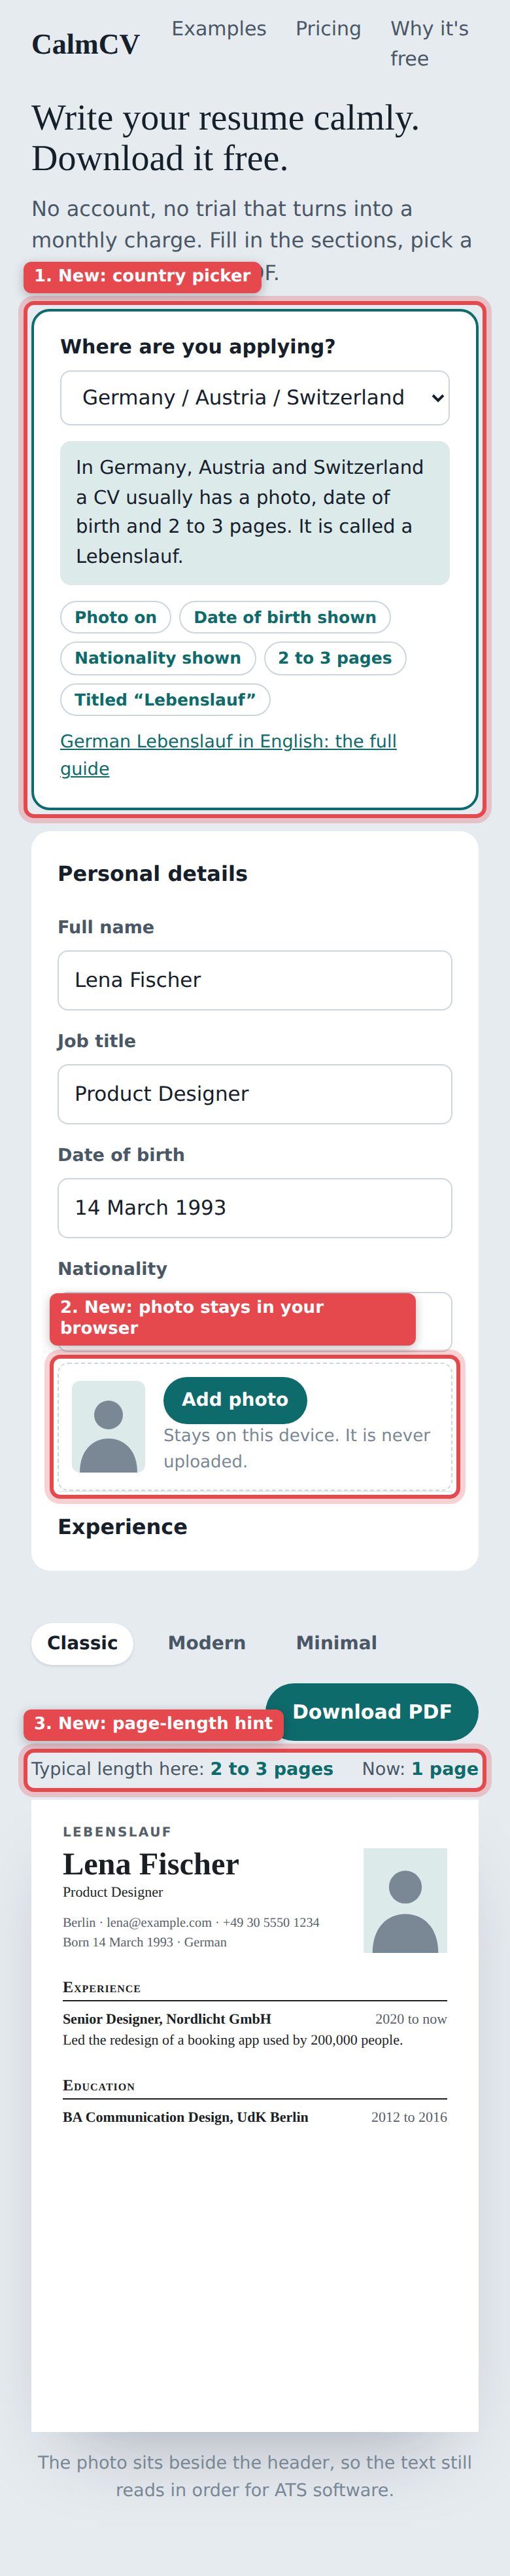 CalmCV
Examples
Pricing
Why it's
free
Write your resume calmly.
Download it free.
No account, no trial that turns into a
monthly charge. Fill in the sections, pick a
1. New: country picker
Where are you applying?
Germany / Austria / Switzerland
In Germany, Austria and Switzerland
a CV usually has a photo, date of
birth and 2 to 3 pages. It is called a
Lebenslauf.
Photo on
Date of birth shown
Nationality shown
2 to 3 pages
Titled “Lebenslauf”
German Lebenslauf in English: the full
guide
Personal details
Full name
Lena Fischer
Job title
Product Designer
Date of birth
14 March 1993
Nationality
2. New: photo stays in your
browser
Add photo
Stays on this device. It is never
uploaded.
Experience
Classic
Modern
Minimal
Download PDF
3. New: page-length hint
Typical length here: 2 to 3 pages
Now: 1 page
LEBENSLAUF
Lena Fischer
Product Designer
Berlin · lena@example.com · +49 30 5550 1234
Born 14 March 1993 · German
Experience
Senior Designer, Nordlicht GmbH
2020 to now
Led the redesign of a booking app used by 200,000 people.
Education
BA Communication Design, UdK Berlin
2012 to 2016
The photo sits beside the header, so the text still
reads in order for ATS software.